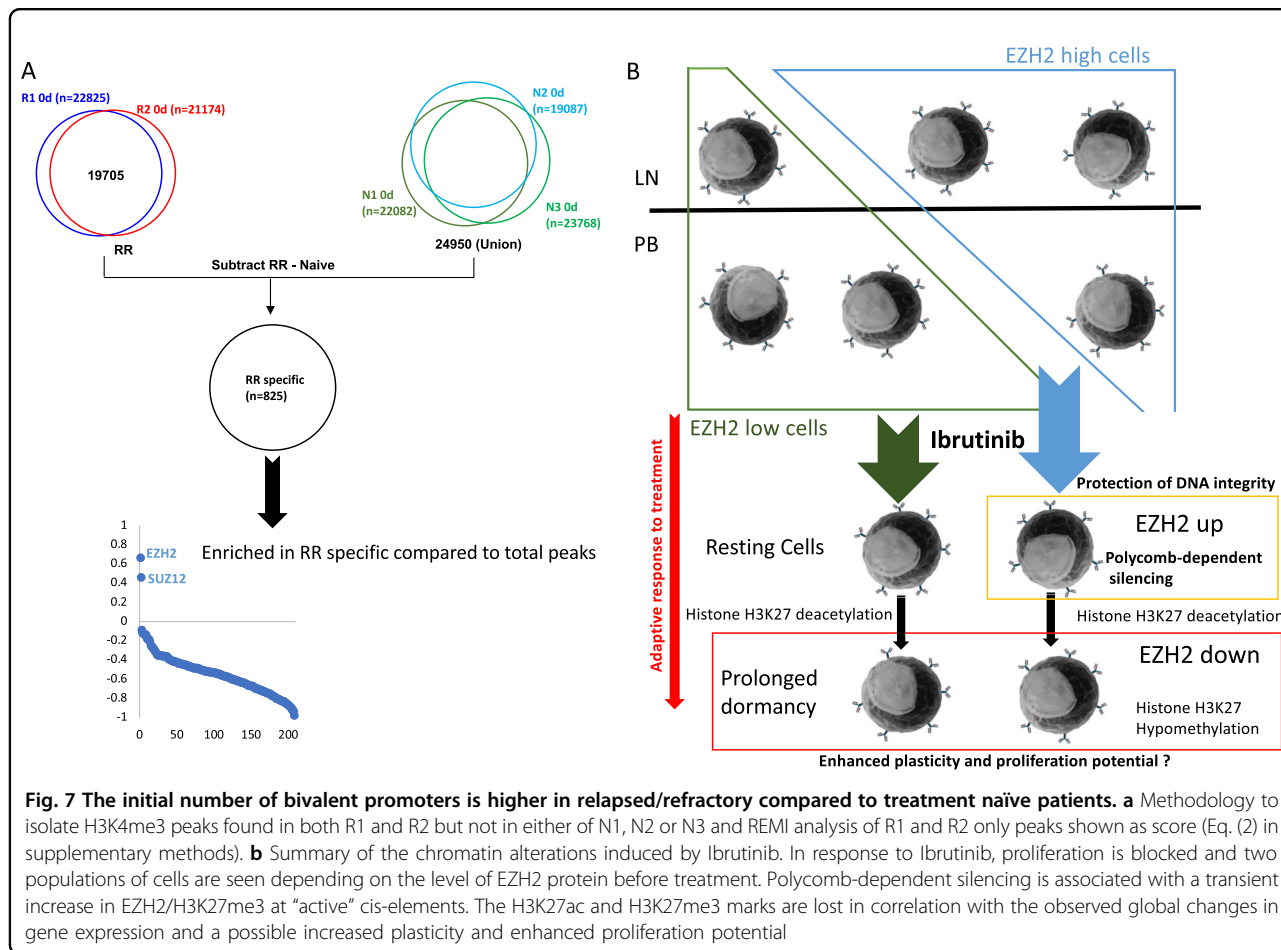 A
R1 0d (n=22825)
R2 0d (n=21174)
19705
RR
N2 0d
(n=19087)
N1 0d
(n=22082)
N3 0d
(n=23768)
24950 (Union)
Subtract RR - Naive
RR specific
(n=825)
Enriched in RR specific compared to total peaks
1
0.8
0.6
0.4
0.2
0
-0.2
-0.4
-0.6
-0.8
-1
EZH2
SUZ12
0
50
100
150
200
B
EZH2 high cells
LN
PB
EZH2 low cells
Ibrutinib
Adaptive response to treatment
Protection of DNA integrity
Resting Cells
EZH2 up
Polycomb-dependent
silencing
Histone H3K27 deacetylation
Histone H3K27 deacetylation
Prolonged
dormancy
EZH2 down
Histone H3K27
Hypomethylation
Enhanced plasticity and proliferation potential ?
Fig. 7 The initial number of bivalent promoters is higher in relapsed/refractory compared to treatment naïve patients. a Methodology to
isolate H3K4me3 peaks found in both R1 and R2 but not in either of N1, N2 or N3 and REMI analysis of R1 and R2 only peaks shown as score (Eq. (2) in
supplementary methods). b Summary of the chromatin alterations induced by Ibrutinib. In response to Ibrutinib, proliferation is blocked and two
populations of cells are seen depending on the level of EZH2 protein before treatment. Polycomb-dependent silencing is associated with a transient
increase in EZH2/H3K27me3 at “active” cis-elements. The H3K27ac and H3K27me3 marks are lost in correlation with the observed global changes in
gene expression and a possible increased plasticity and enhanced proliferation potential